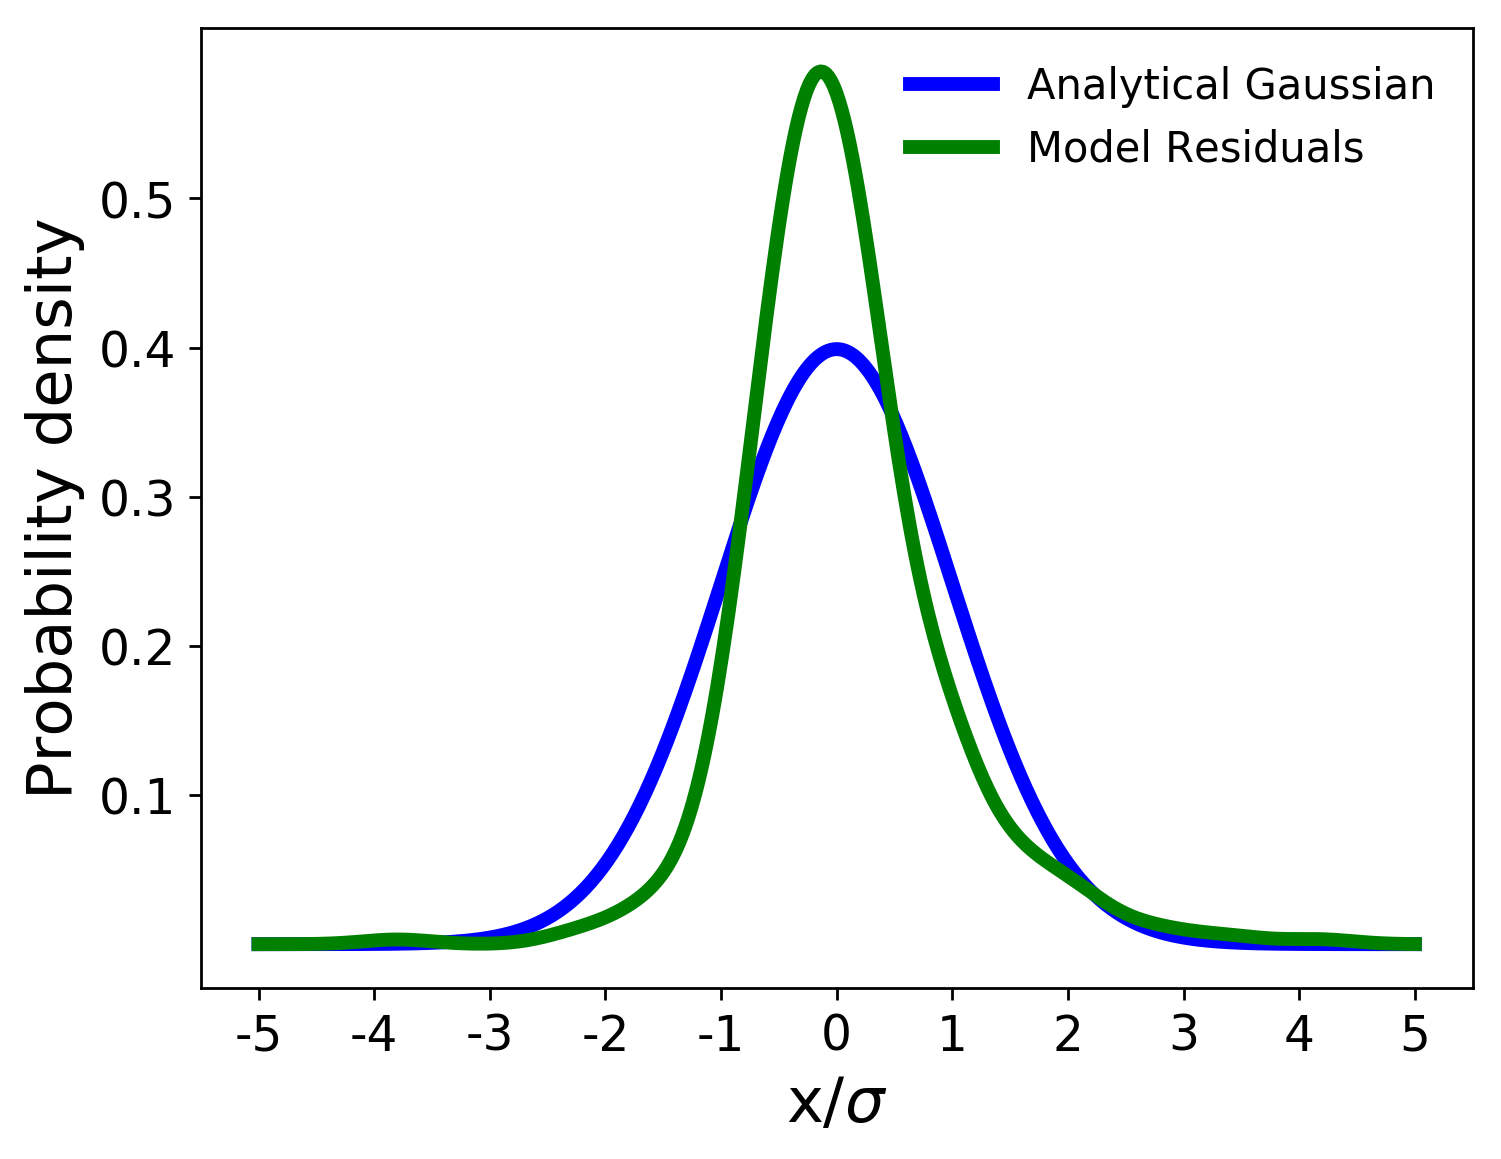 Analytical Gaussian
Model Residuals
Probability density
0.5
0.4
0.3
0.2
0.1
-5 -4 -3 -2 -1 0 1 2 3 4 5
x/σ